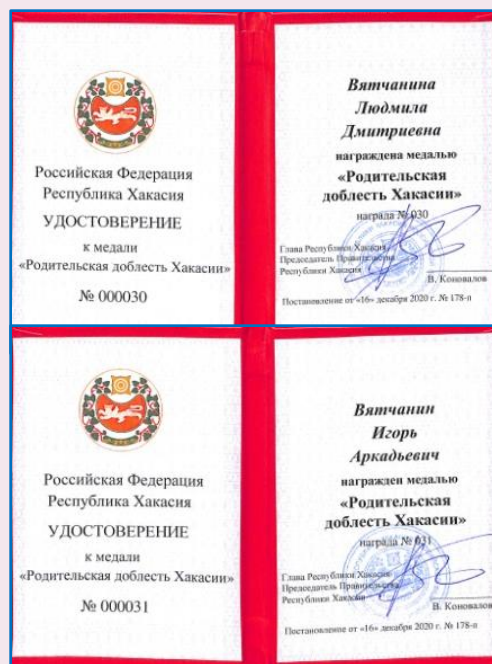 Российская Федерация
Республика Хакасия
УДОСТОВЕРЕНИЕ
к медали
«Родительская доблесть Хакасии»
№ 000030
Вятчанина
Людмила
Дмитриевна
награждена медалью
«Родительская
доблесть Хакасии»
награда № 030
Глава Республики Хакасия
Председатель Правительства
Республики Хакасия
В. Коновалов
Постановление от «16» декабря 2020 г. № 178-п
Российская Федерация
Республика Хакасия
УДОСТОВЕРЕНИЕ
к медали
«Родительская доблесть Хакасии»
№ 000031
Вятчанин
Игорь
Аркадьевич
награжден медалью
«Родительская
доблесть Хакасии»
награда № 031
Глава Республики Хакасия
Председатель Правительства
Республики Хакасия
В. Коновалов
Постановление от «16» декабря 2020 г. № 178-п